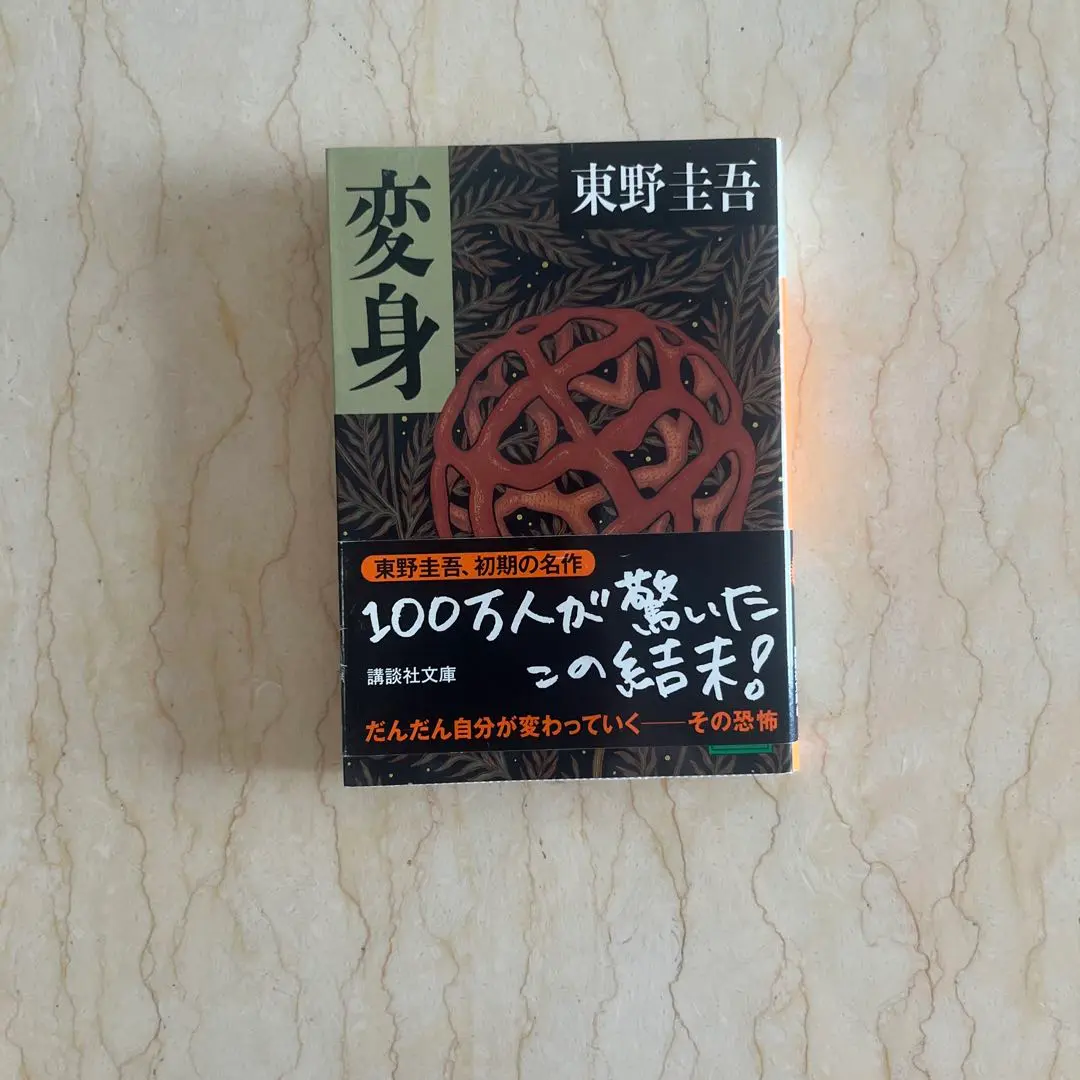 変身
東野圭吾
東野圭吾、初期の名作
100万人が驚いた
この結末!
講談社文庫
だんだん自分が変わっていく——その恐怖